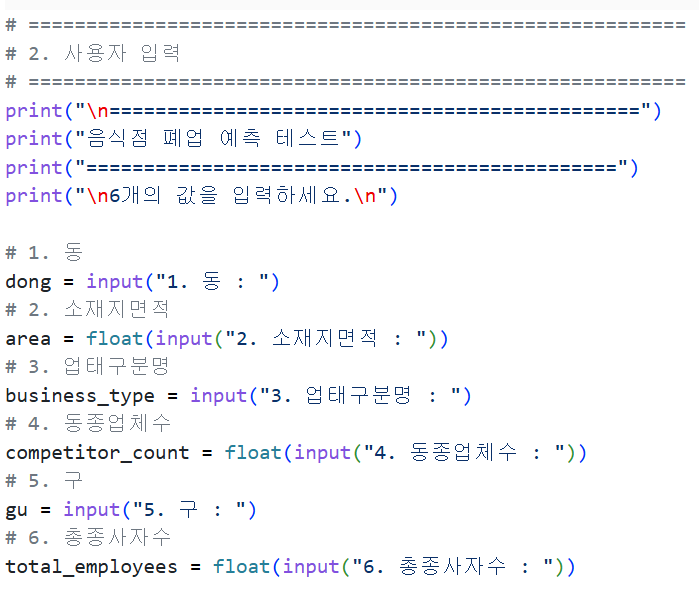 # =========================================================
# 2. 사용자 입력
# =========================================================
print("\n==============================================")
print("음식점 폐업 예측 테스트")
print("==============================================")
print("\n6개의 값을 입력하세요.\n")
# 1. 동
dong = input("1. 동 : ")
# 2. 소재지면적
area = float(input("2. 소재지면적 : "))
# 3. 업태구분명
business_type = input("3. 업태구분명 : ")
# 4. 동종업체수
competitor_count = float(input("4. 동종업체수 : "))
# 5. 구
gu = input("5. 구 : ")
# 6. 총종사자수
total_employees = float(input("6. 총종사자수 : "))